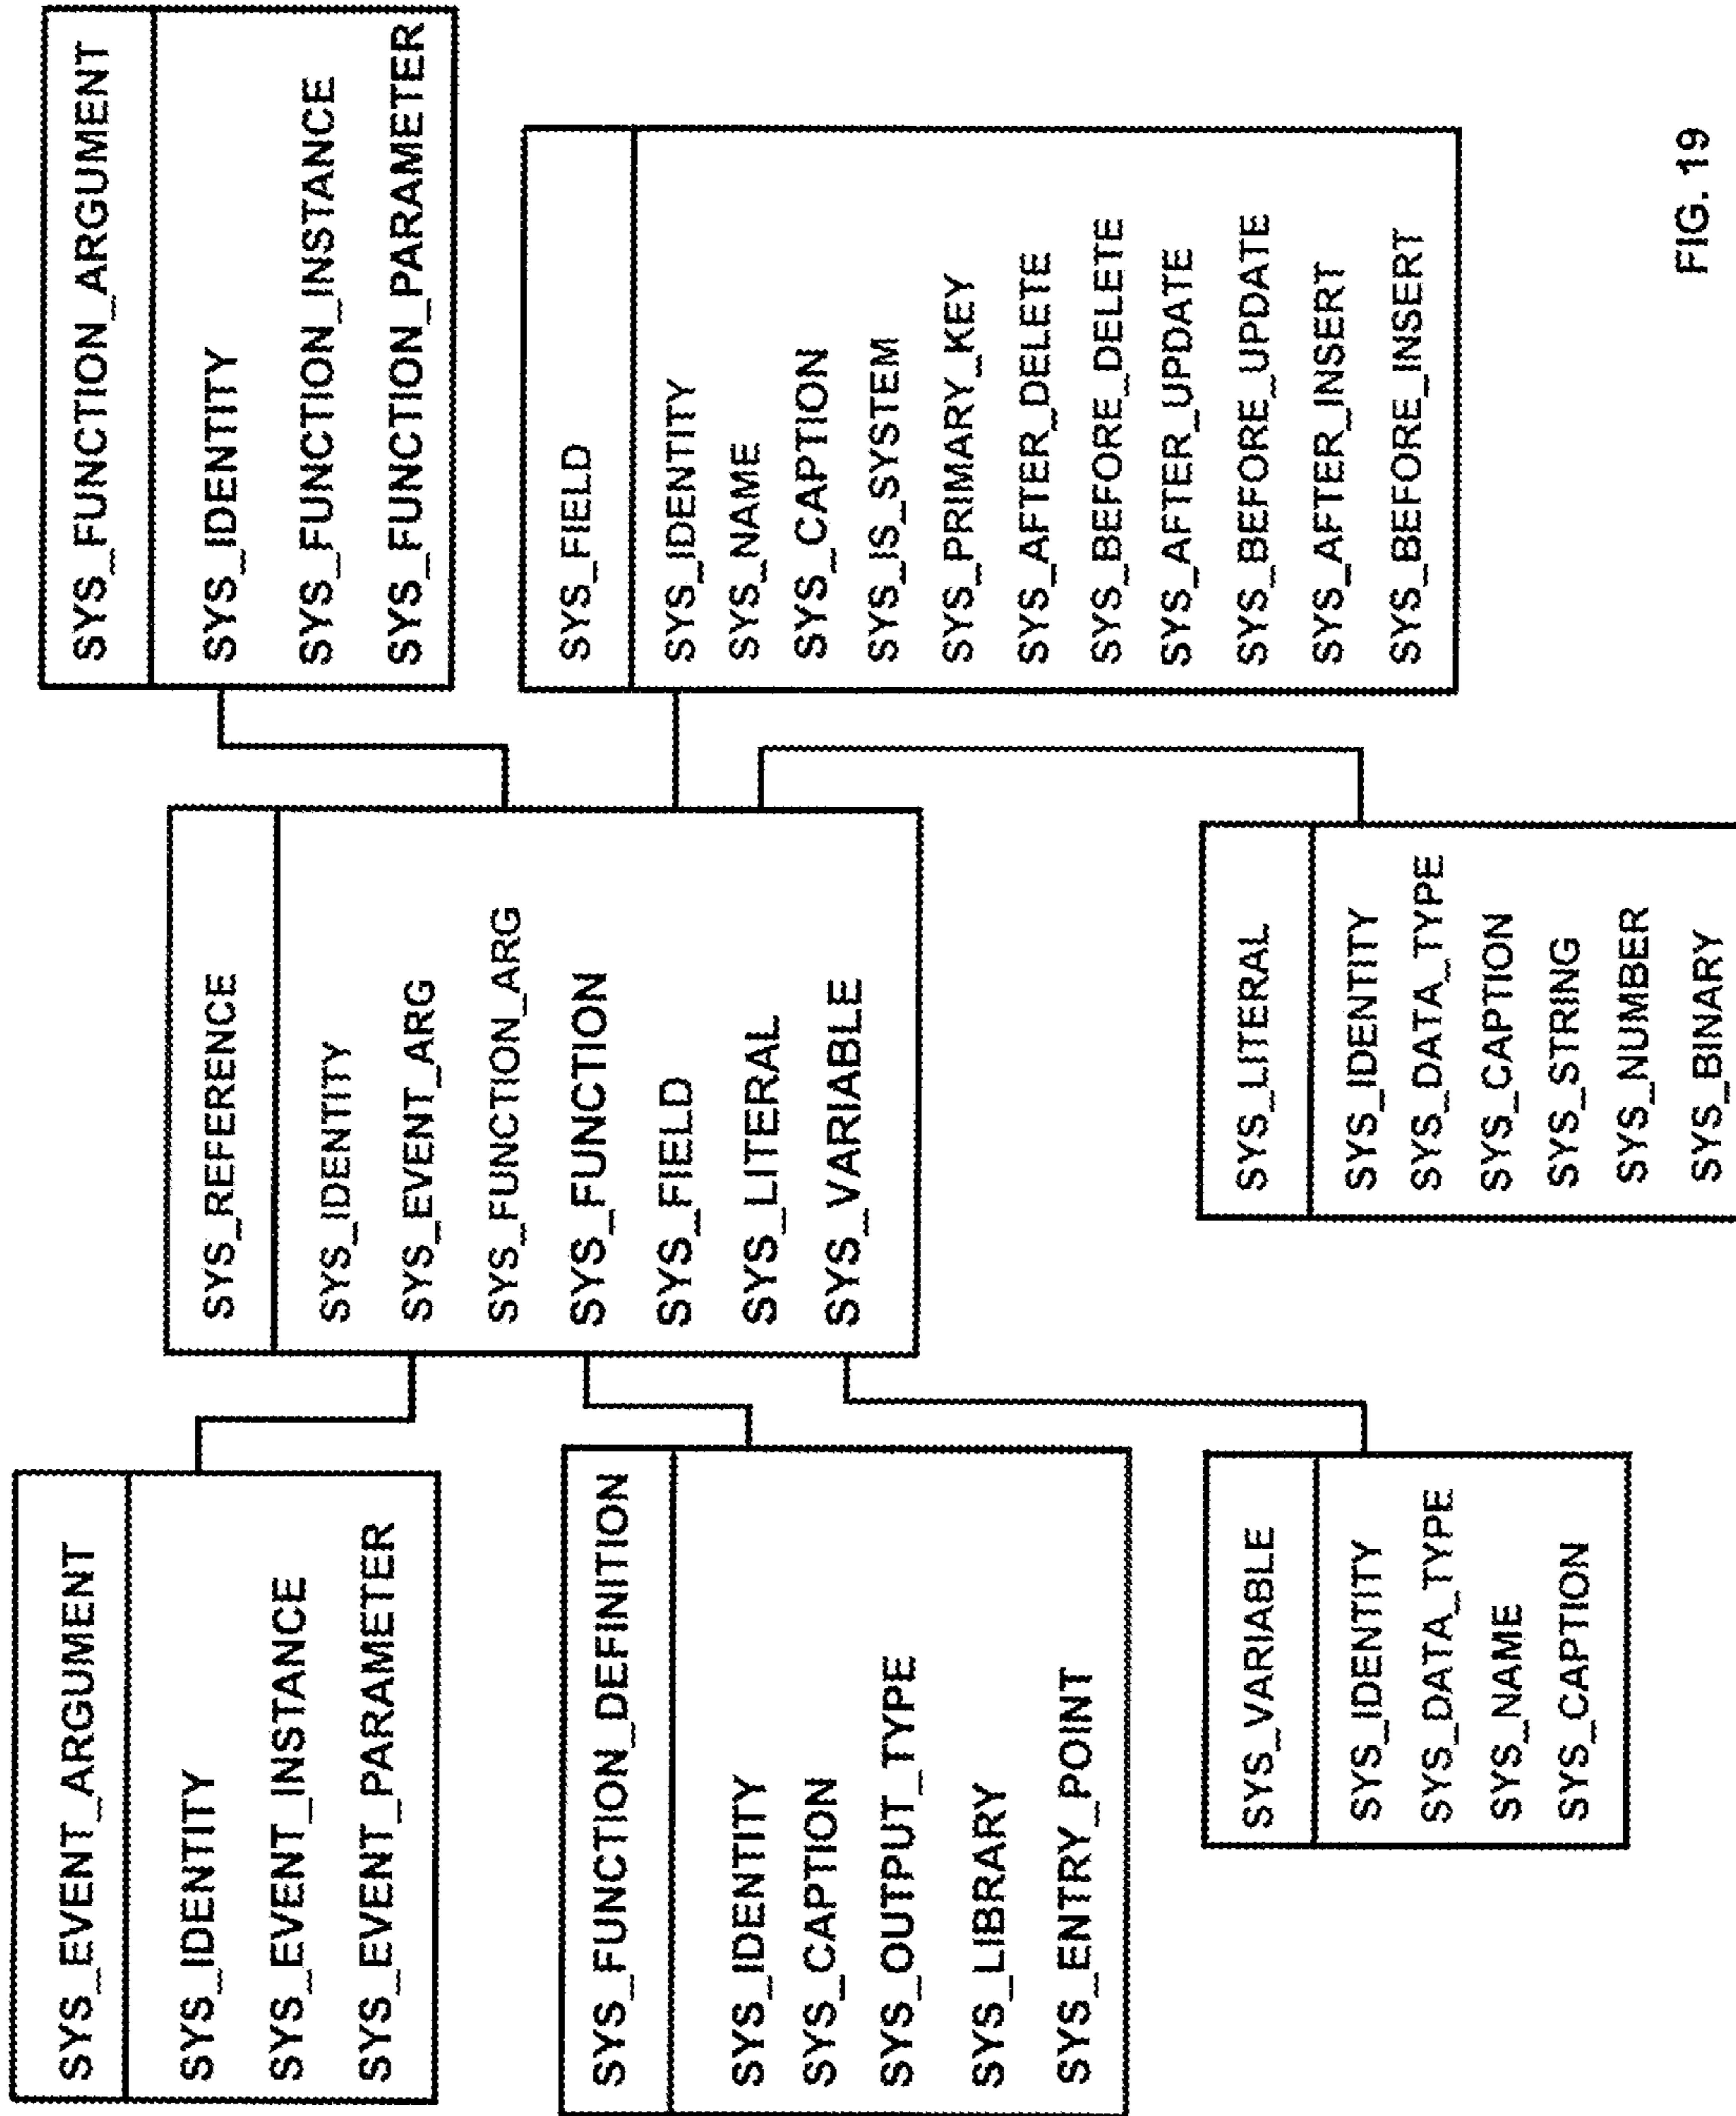 SYS_EVENT_ARGUMENT
SYS_IDENTITY
SYS_EVENT_INSTANCE
SYS_EVENT_PARAMETER
SYS_FUNCTION_DEFINITION
SYS_IDENTITY
SYS_CAPTION
SYS_OUTPUT_TYPE
SYS_LIBRARY
SYS_ENTRY_POINT
SYS_VARIABLE
SYS_IDENTITY
SYS_DATA_TYPE
SYS_NAME
SYS_CAPTION
SYS_REFERENCE
SYS_IDENTITY
SYS_EVENT_ARG
SYS_FUNCTION_ARG
SYS_FUNCTION
SYS_FIELD
SYS_LITERAL
SYS_VARIABLE
SYS_LITERAL
SYS_IDENTITY
SYS_DATA_TYPE
SYS_CAPTION
SYS_STRING
SYS_NUMBER
SYS_BINARY
SYS_FUNCTION_ARGUMENT
SYS_IDENTITY
SYS_FUNCTION_INSTANCE
SYS_FUNCTION_PARAMETER
SYS_FIELD
SYS_IDENTITY
SYS_NAME
SYS_CAPTION
SYS_IS_SYSTEM
SYS_PRIMARY_KEY
SYS_AFTER_DELETE
SYS_BEFORE_DELETE
SYS_AFTER_UPDATE
SYS_BEFORE_UPDATE
SYS_AFTER_INSERT
SYS_BEFORE_INSERT
FIG. 19